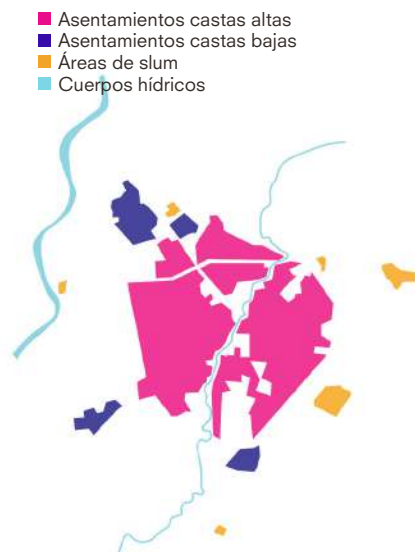 Asentamientos castas altas
Asentamientos castas bajas
Áreas de slum
Cuerpos hídricos